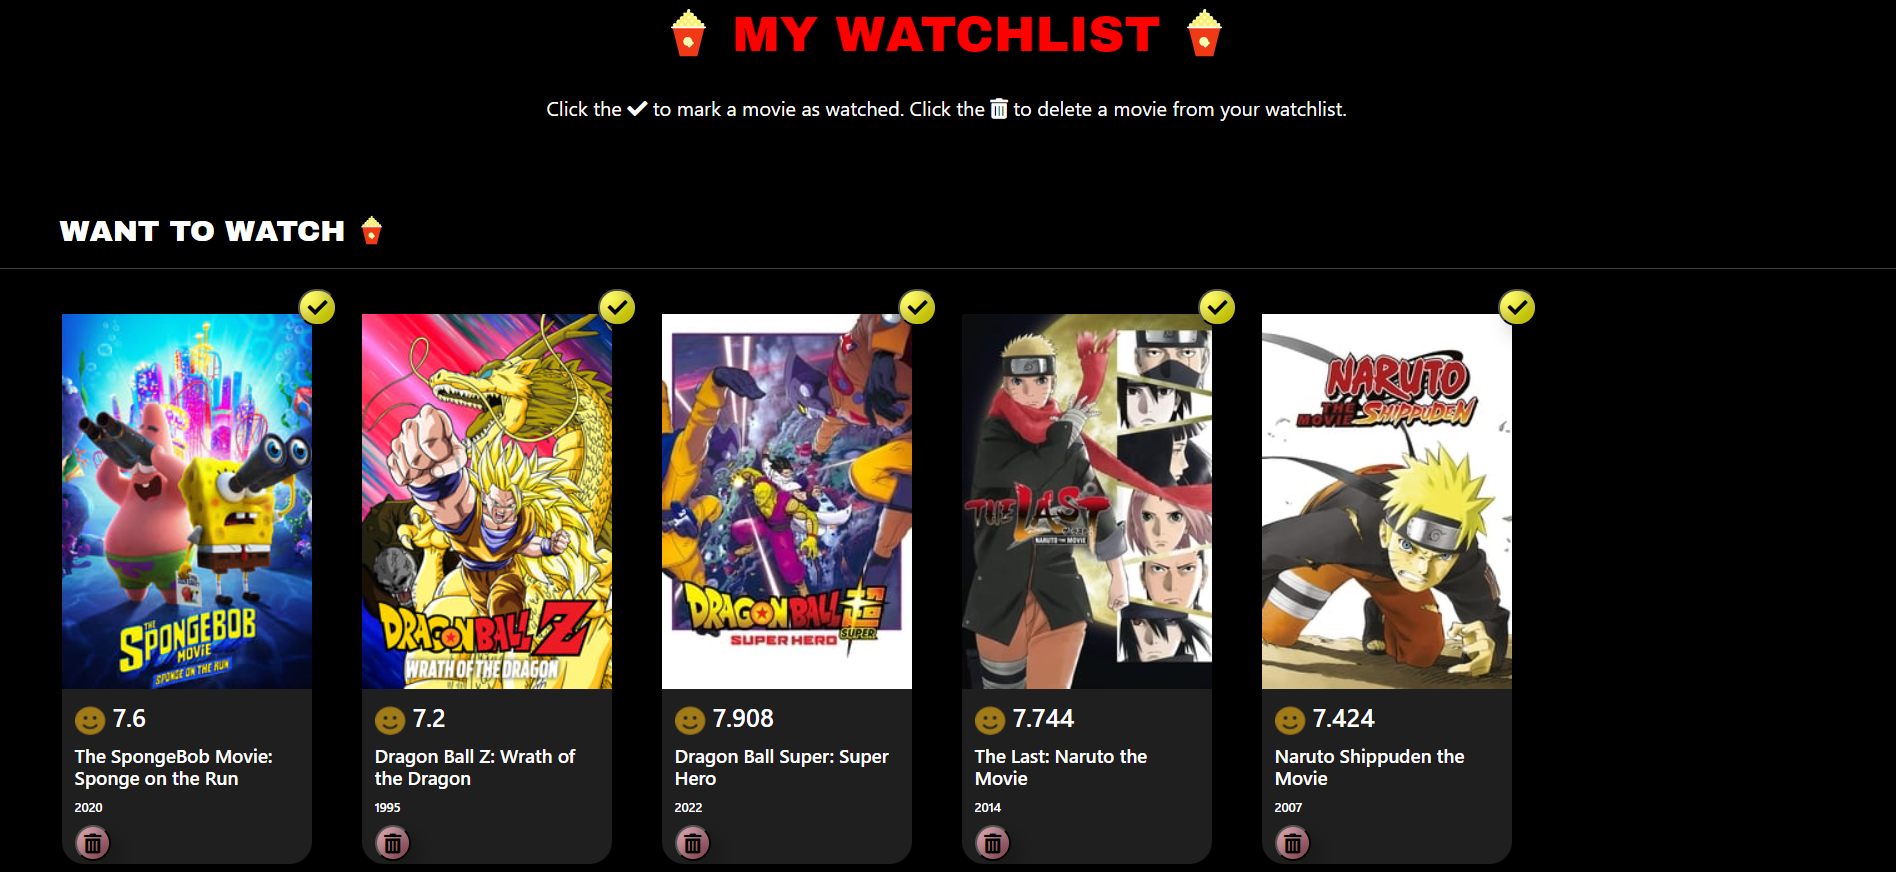 MY WATCHLIST
Click the to mark a movie as watched. Click the to delete a movie from your watchlist.
WANT TO WATCH
THE
SPONGEBOB
MOVIE
SPONGE ON THE RUN
DRAGON BALL Z
WRATH OF THE DRAGON
DRAGON BALL
超
SUPER
SUPER HERO
THE LAST
NARUTO THE MOVIE
NARUTO
THE MOVIE SHIPPUDEN
7.6
The SpongeBob Movie:
Sponge on the Run
2020
7.2
Dragon Ball Z: Wrath of
the Dragon
1995
7.908
Dragon Ball Super: Super
Hero
2022
7.744
The Last: Naruto the
Movie
2014
7.424
Naruto Shippuden the
Movie
2007